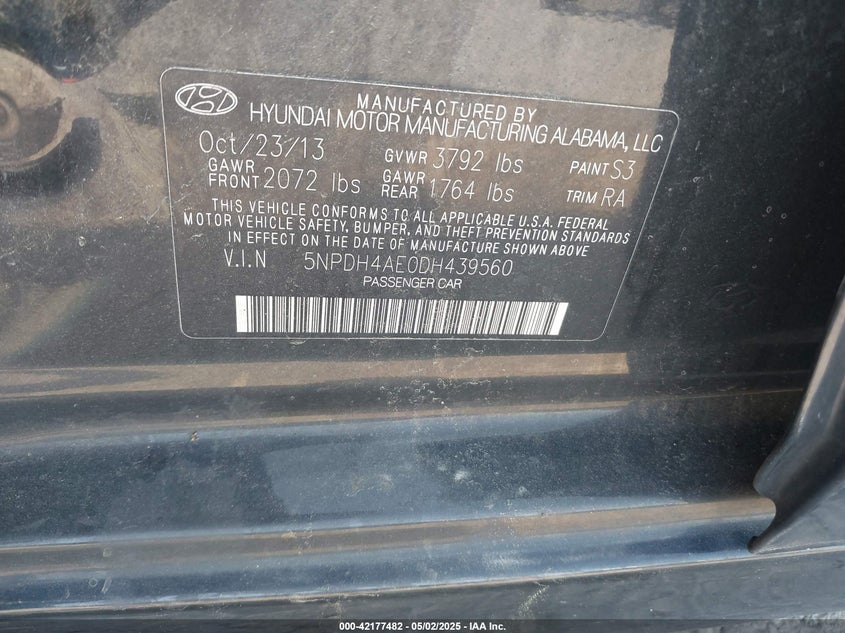 MANUFACTURED BY
HYUNDAI MOTOR MANUFACTURING ALABAMA, LLC
Oct/23/13 GVWR 3792 lbs PAINT S3
GAWR FRONT 2072 lbs GAWR REAR 1764 lbs TRIM RA
THIS VEHICLE CONFORMS TO ALL APPLICABLE U.S.A. FEDERAL
MOTOR VEHICLE SAFETY, BUMPER, AND THEFT PREVENTION STANDARDS
IN EFFECT ON THE DATE OF MANUFACTURE SHOWN ABOVE
V.I.N 5NPDH4AE0DH439560
PASSENGER CAR
000-42177482 - 05/02/2025 - IAA Inc.